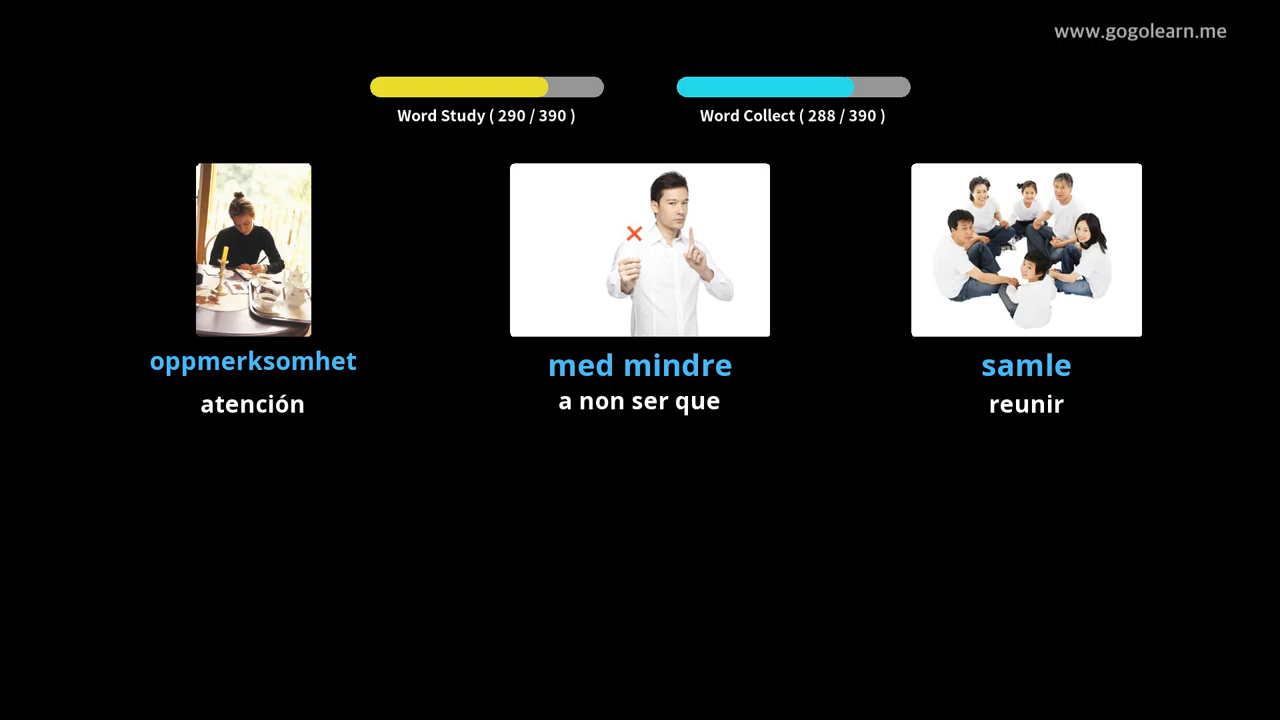 www.gogolearn.me
Word Study ( 290 / 390 )
Word Collect ( 288 / 390 )
oppmerksomhet
med mindre
samle
atención
a non ser que
reunir